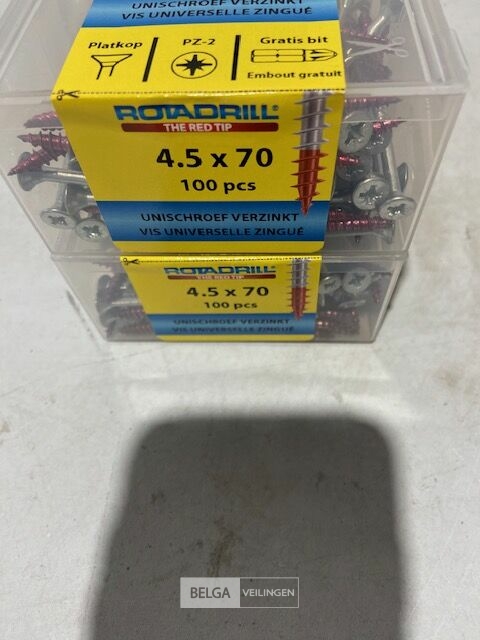 UNISCHROEF VERZINKT
VIS UNIVERSELLE ZINGUÉ
Platkop
PZ-2
Gratis bit
Embout gratuit
ROTADRILL®
THE RED TIP
4.5 x 70
100 pcs
UNISCHROEF VERZINKT
VIS UNIVERSELLE ZINGUÉ
ROTADRILL®
THE RED TIP
4.5 x 70
100 pcs
UNISCHROEF VERZINKT
VIS UNIVERSELLE ZINGUÉ
BELGA VEILINGEN